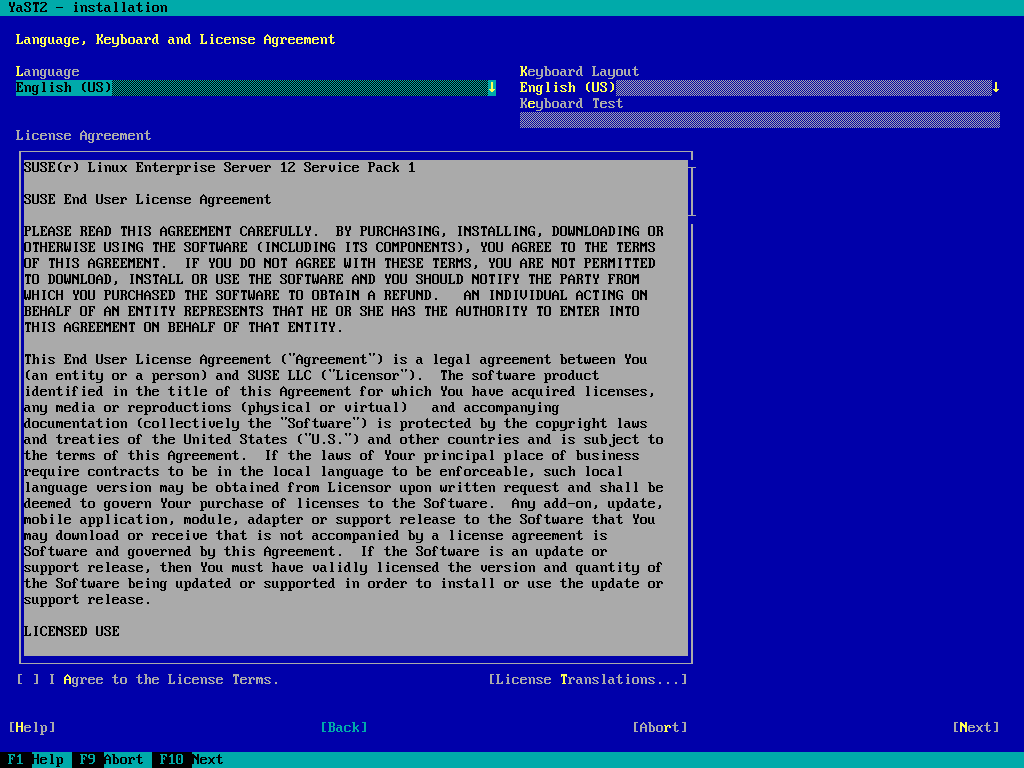 YaST2 - installation
Language, Keyboard and License Agreement
Language
English (US)
Keyboard Layout
English (US)
Keyboard Test
License Agreement
SUSE(r) Linux Enterprise Server 12 Service Pack 1
SUSE End User License Agreement
PLEASE READ THIS AGREEMENT CAREFULLY.  BY PURCHASING, INSTALLING, DOWNLOADING OR
OTHERWISE USING THE SOFTWARE (INCLUDING ITS COMPONENTS), YOU AGREE TO THE TERMS
OF THIS AGREEMENT.  IF YOU DO NOT AGREE WITH THESE TERMS, YOU ARE NOT PERMITTED
TO DOWNLOAD, INSTALL OR USE THE SOFTWARE AND YOU SHOULD NOTIFY THE PARTY FROM
WHICH YOU PURCHASED THE SOFTWARE TO OBTAIN A REFUND.   AN INDIVIDUAL ACTING ON
BEHALF OF AN ENTITY REPRESENTS THAT HE OR SHE HAS THE AUTHORITY TO ENTER INTO
THIS AGREEMENT ON BEHALF OF THAT ENTITY.
This End User License Agreement ("Agreement") is a legal agreement between You
(an entity or a person) and SUSE LLC ("Licensor").  The software product
identified in the title of this Agreement for which You have acquired licenses,
any media or reproductions (physical or virtual)   and accompanying
documentation (collectively the "Software") is protected by the copyright laws
and treaties of the United States ("U.S.") and other countries and is subject to
the terms of this Agreement.  If the laws of Your principal place of business
require contracts to be in the local language to be enforceable, such local
language version may be obtained from Licensor upon written request and shall be
deemed to govern Your purchase of licenses to the Software.  Any add-on, update,
mobile application, module, adapter or support release to the Software that You
may download or receive that is not accompanied by a license agreement is
Software and governed by this Agreement.  If the Software is an update or
support release, then You must have validly licensed the version and quantity of
the Software being updated or supported in order to install or use the update or
support release.
LICENSED USE
[ ] I Agree to the License Terms.
[License Translations...]
[Help]
[Back]
[Abort]
[Next]
F1 Help F9 Abort F10 Next